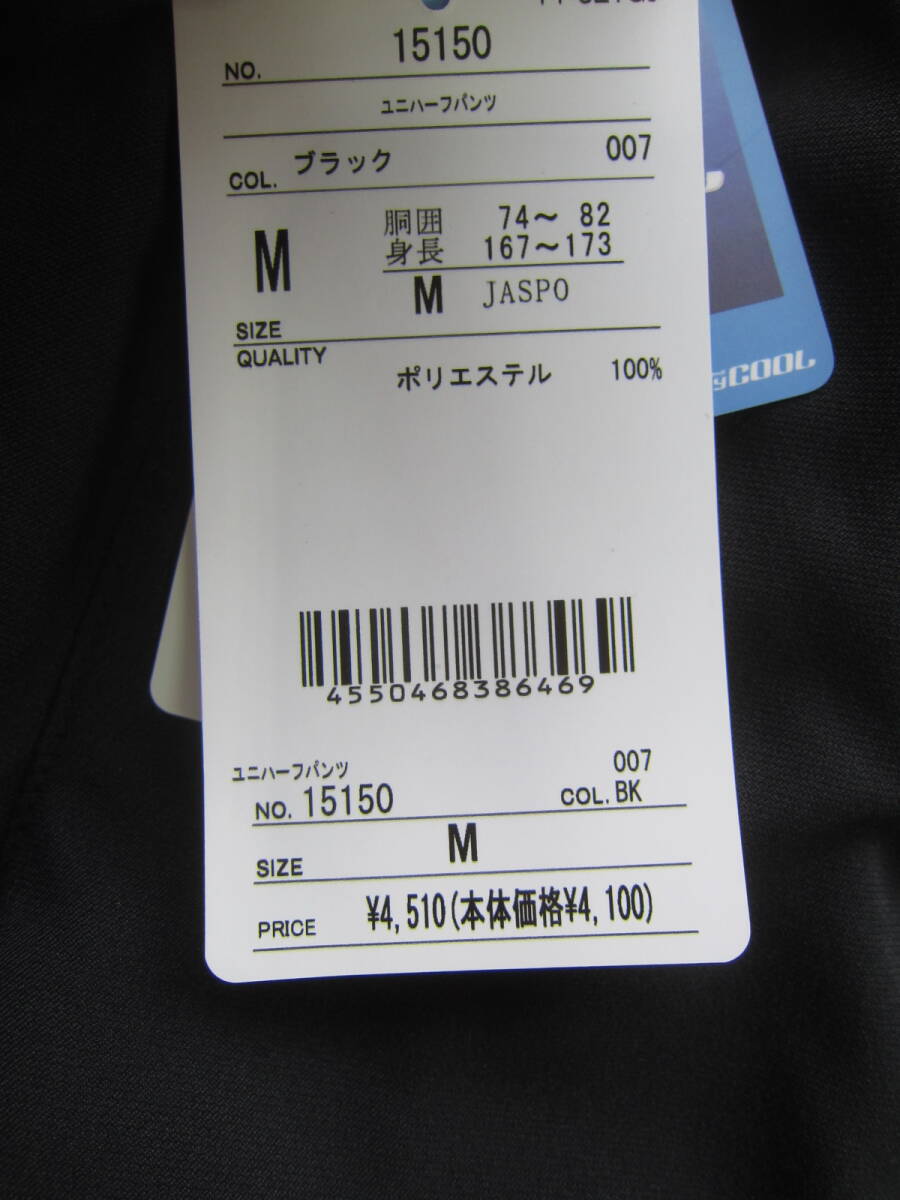 NO. 15150
ユニハーフパンツ
COL. ブラック 007
M 胴囲 74〜 82
身長 167〜173
M JASPO
SIZE
QUALITY
ポリエステル 100%
COOL
4550468386469
ユニハーフパンツ 007
NO. 15150 COL. BK
SIZE M
PRICE ¥4,510(本体価格¥4,100)